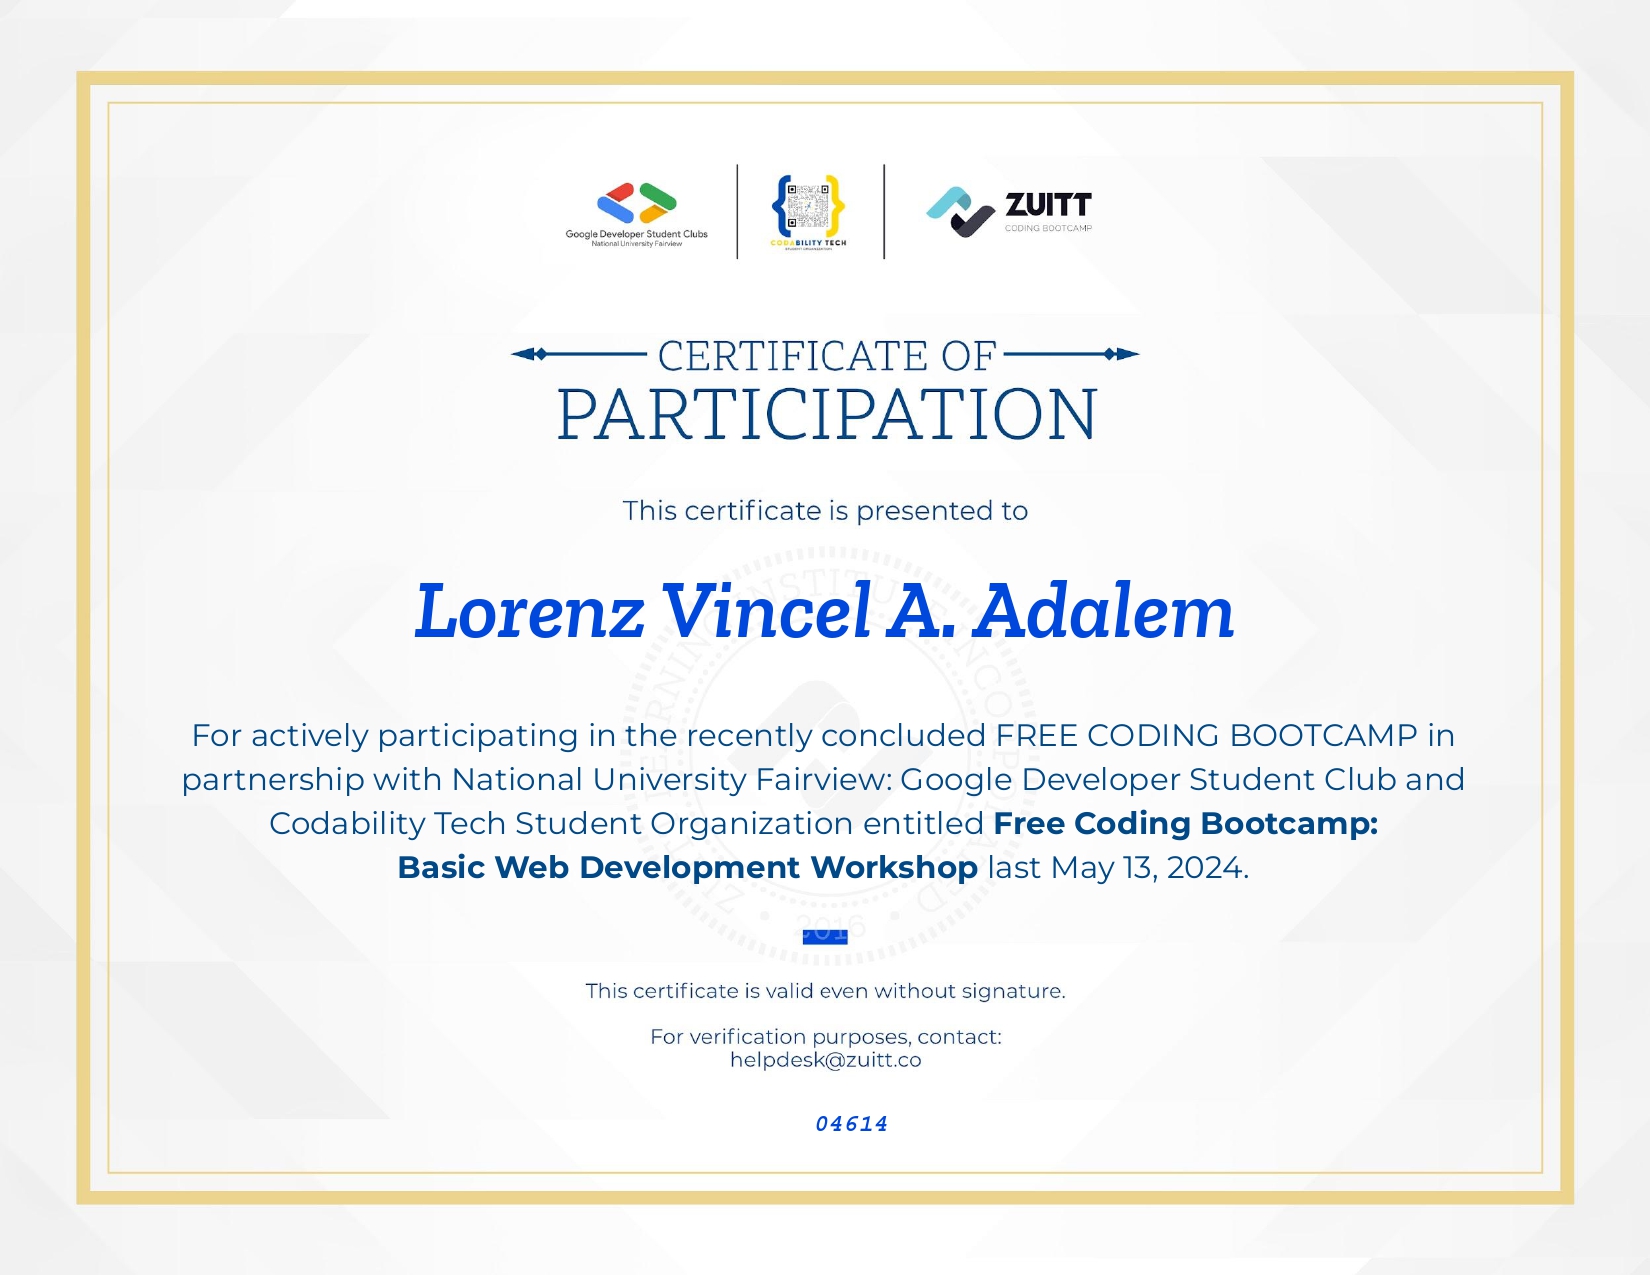 Google Developer Student Clubs
National University Fairview
CODABILITY TECH
STUDENT ORGANIZATION
ZUITT
CODING BOOTCAMP
CERTIFICATE OF
PARTICIPATION
This certificate is presented to
Lorenz Vincel A. Adalem
For actively participating in the recently concluded FREE CODING BOOTCAMP in
partnership with National University Fairview: Google Developer Student Club and
Codability Tech Student Organization entitled Free Coding Bootcamp:
Basic Web Development Workshop last May 13, 2024.
2016
This certificate is valid even without signature.
For verification purposes, contact:
helpdesk@zuitt.co
04614